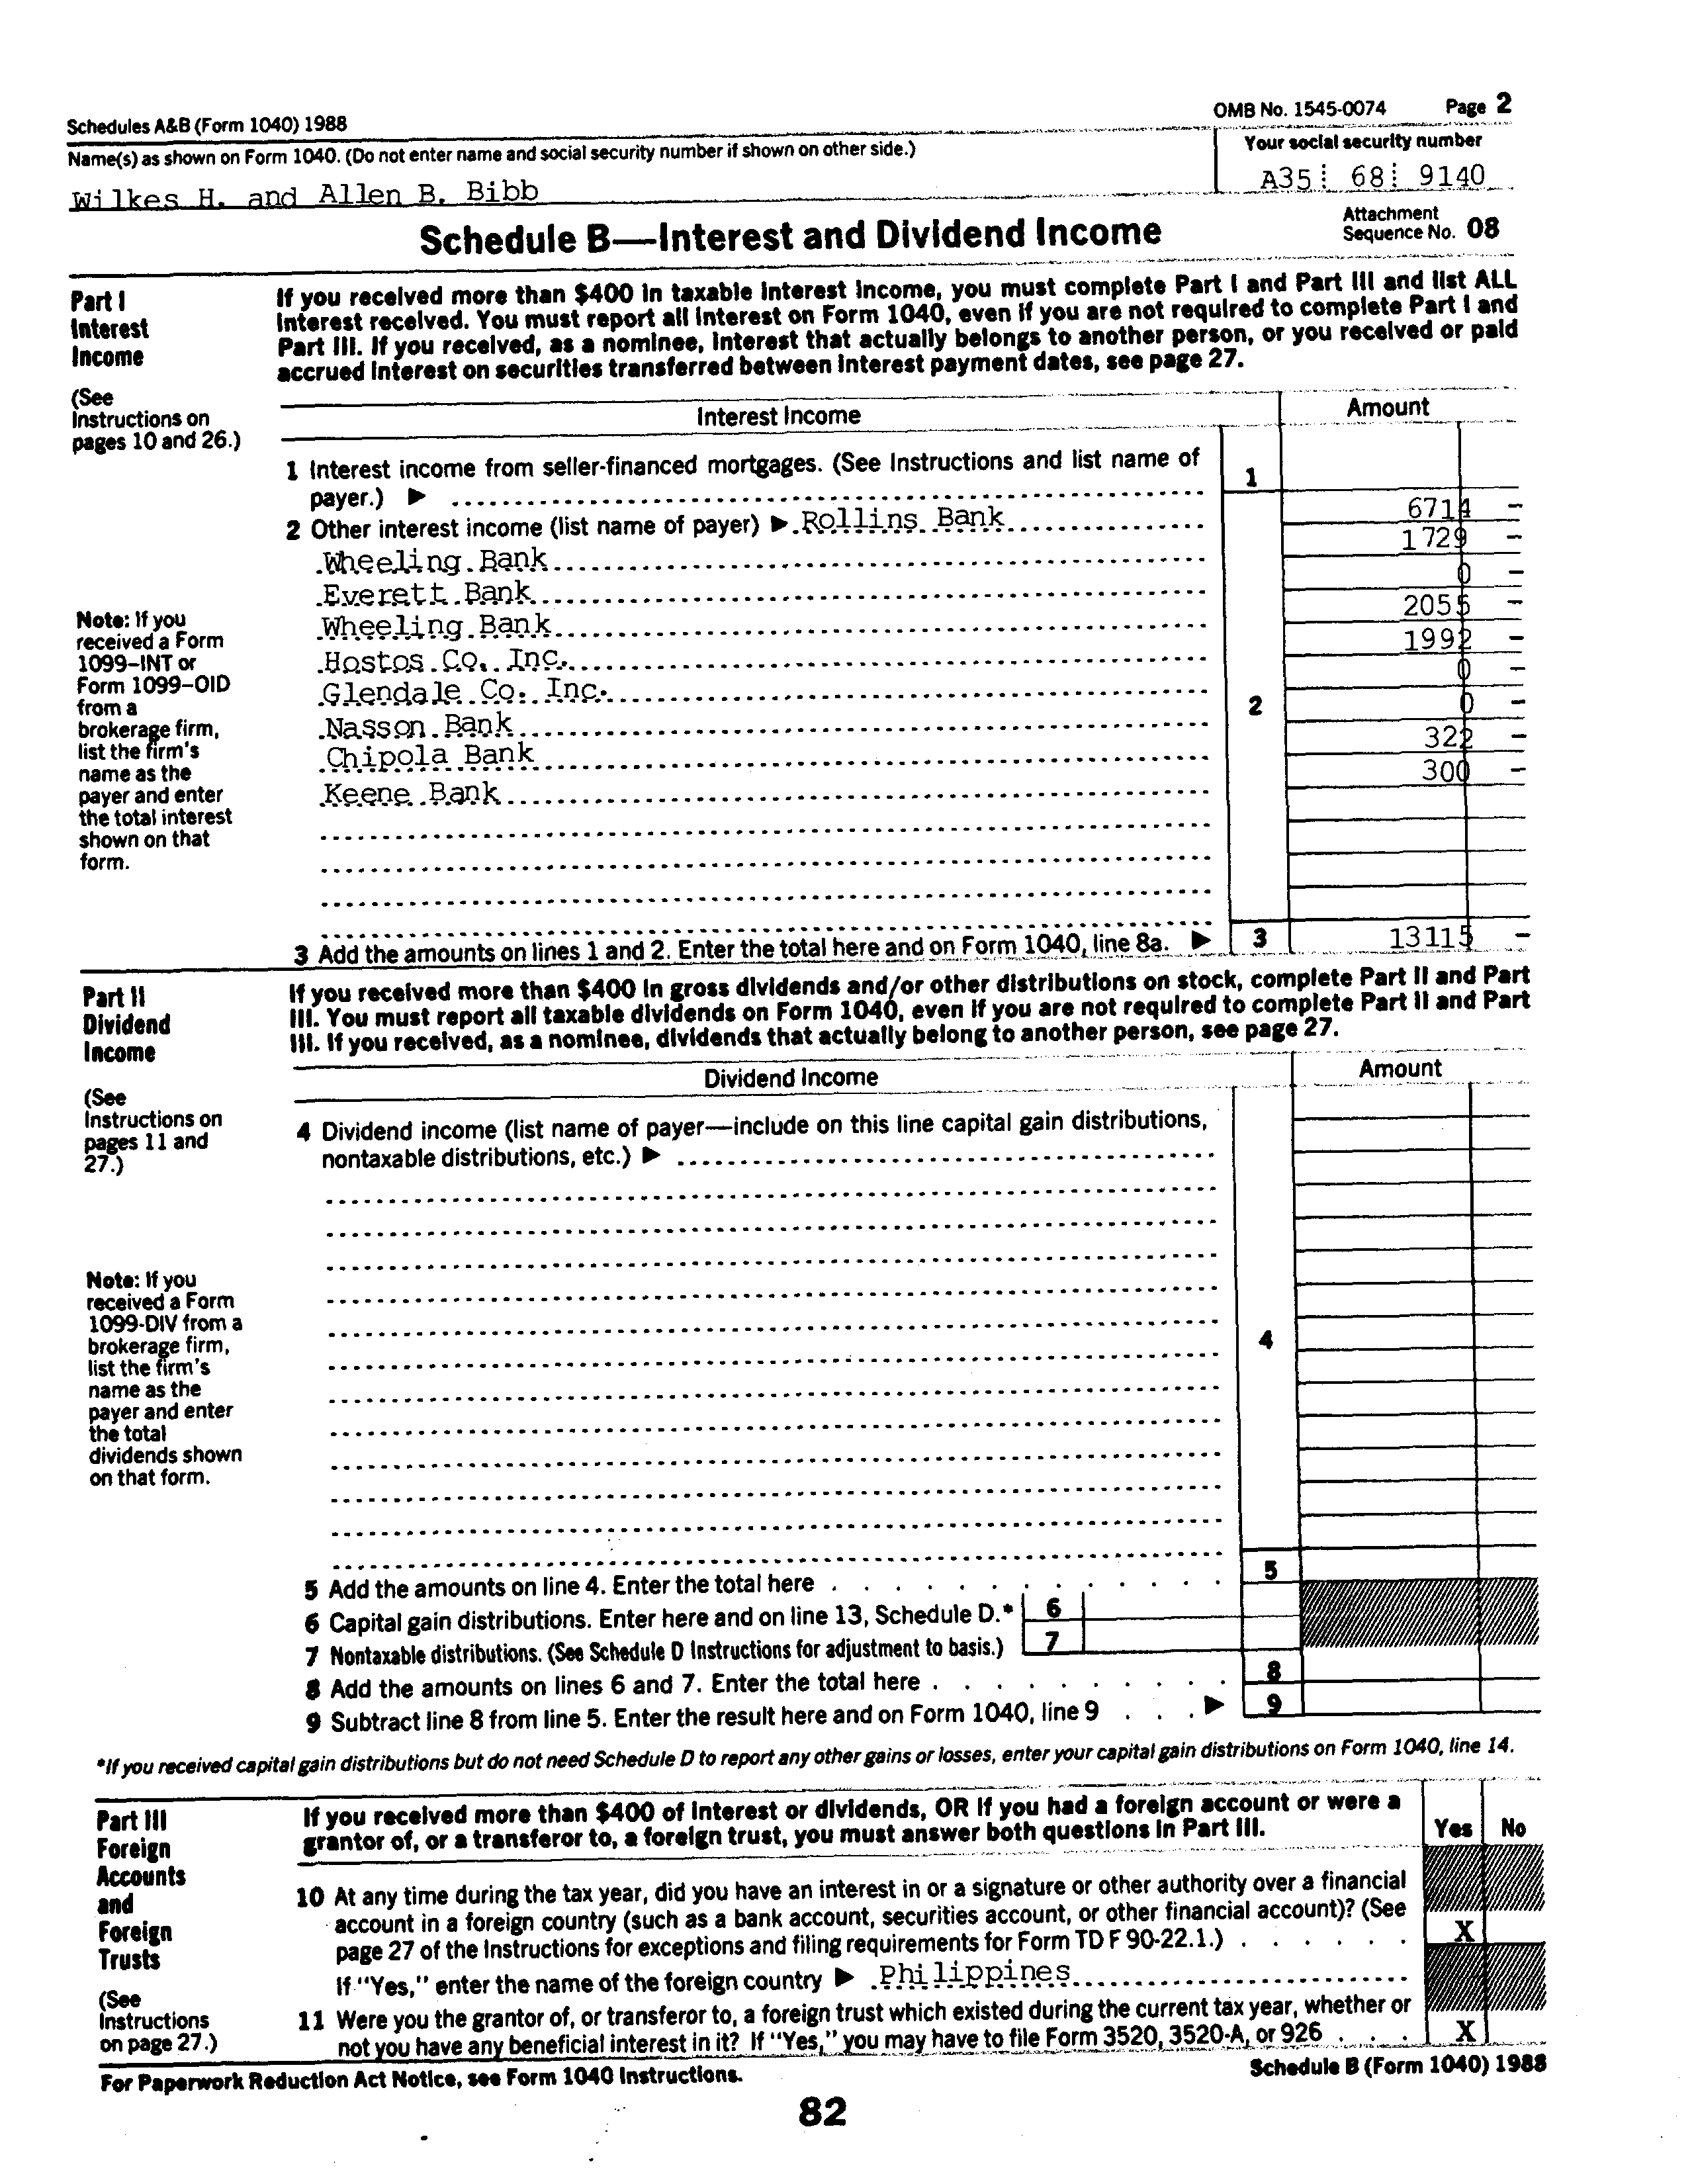 Schedules A&B (Form 1040) 1988
OMB No. 1545-0074 Page 2
Name(s) as shown on Form 1040. (Do not enter name and social security number if shown on other side.)
Your social security number
Wilkes H. and Allen B. Bibb
A35 68 9140
Schedule B—Interest and Dividend Income
Attachment
Sequence No. 08
Part I
Interest
Income
(See
Instructions on
pages 10 and 26.)
If you received more than $400 in taxable interest income, you must complete Part I and Part III and list ALL
interest received. You must report all interest on Form 1040, even if you are not required to complete Part I and
Part III. If you received, as a nominee, interest that actually belongs to another person, or you received or paid
accrued interest on securities transferred between interest payment dates, see page 27.
Interest Income Amount
1 Interest income from seller-financed mortgages. (See Instructions and list name of
payer.) ▶ 1
2 Other interest income (list name of payer) ▶ Rollins Bank 6714 –
Wheeling Bank 1729 –
Everett Bank 0 –
Wheeling Bank 2055 –
Hostos Co. Inc. 1992 –
Glendale Co. Inc. 0 –
2
Nasson Bank 0 –
Chipola Bank 322 –
Keene Bank 300 –
Note: If you
received a Form
1099–INT or
Form 1099–OID
from a
brokerage firm,
list the firm's
name as the
payer and enter
the total interest
shown on that
form.
3 Add the amounts on lines 1 and 2. Enter the total here and on Form 1040, line 8a. ▶ 3 13115 –
Part II
Dividend
Income
(See
Instructions on
pages 11 and
27.)
If you received more than $400 in gross dividends and/or other distributions on stock, complete Part II and Part
III. You must report all taxable dividends on Form 1040, even if you are not required to complete Part II and Part
III. If you received, as a nominee, dividends that actually belong to another person, see page 27.
Dividend Income Amount
4 Dividend income (list name of payer—include on this line capital gain distributions,
nontaxable distributions, etc.) ▶
4
Note: If you
received a Form
1099-DIV from a
brokerage firm,
list the firm's
name as the
payer and enter
the total
dividends shown
on that form.
5 Add the amounts on line 4. Enter the total here 5
6 Capital gain distributions. Enter here and on line 13, Schedule D.* 6
7 Nontaxable distributions. (See Schedule D Instructions for adjustment to basis.) 7
8 Add the amounts on lines 6 and 7. Enter the total here 8
9 Subtract line 8 from line 5. Enter the result here and on Form 1040, line 9 ▶ 9
*If you received capital gain distributions but do not need Schedule D to report any other gains or losses, enter your capital gain distributions on Form 1040, line 14.
Part III
Foreign
Accounts
and
Foreign
Trusts
(See
Instructions
on page 27.)
If you received more than $400 of interest or dividends, OR if you had a foreign account or were a
grantor of, or a transferor to, a foreign trust, you must answer both questions in Part III.
Yes No
10 At any time during the tax year, did you have an interest in or a signature or other authority over a financial
account in a foreign country (such as a bank account, securities account, or other financial account)? (See
page 27 of the Instructions for exceptions and filing requirements for Form TD F 90-22.1.) X
If "Yes," enter the name of the foreign country ▶ Philippines
11 Were you the grantor of, or transferor to, a foreign trust which existed during the current tax year, whether or
not you have any beneficial interest in it? If "Yes," you may have to file Form 3520, 3520-A, or 926 X
For Paperwork Reduction Act Notice, see Form 1040 Instructions.
Schedule B (Form 1040) 1988
82